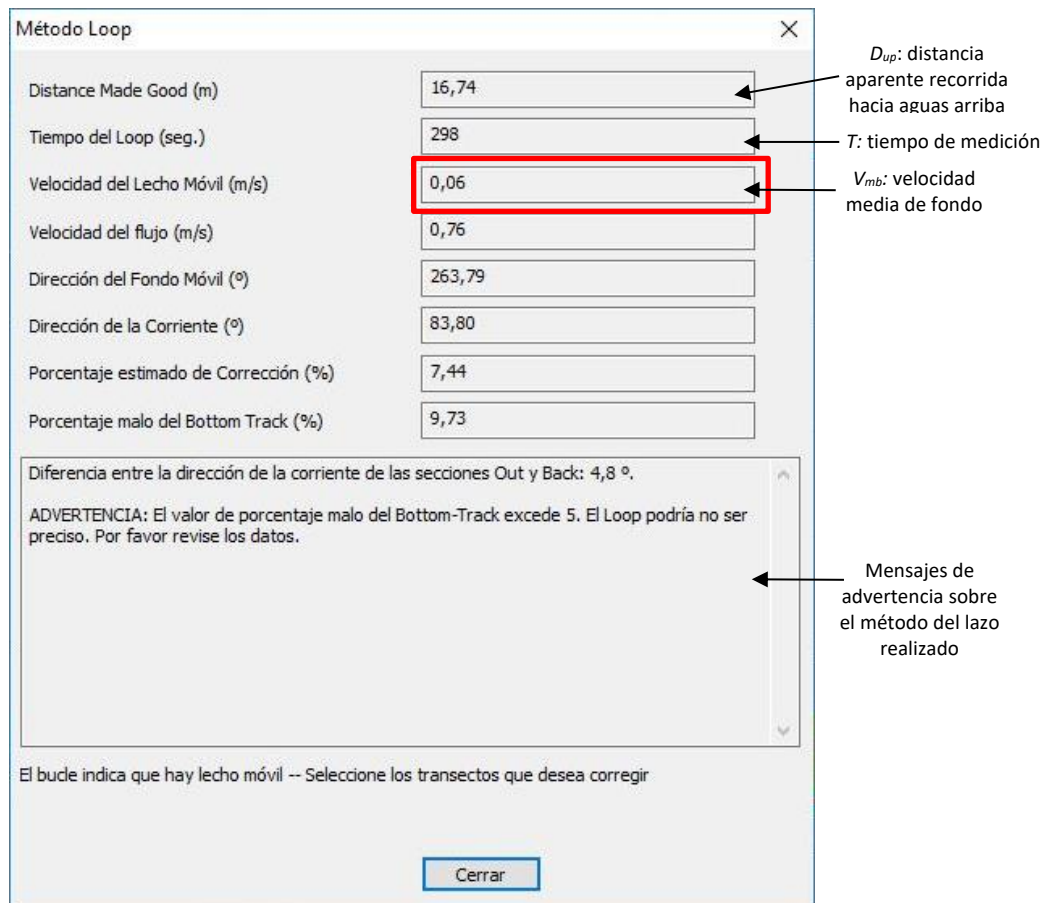 Método Loop
Distance Made Good (m)
16,74
Tiempo del Loop (seg.)
298
Velocidad del Lecho Móvil (m/s)
0,06
Velocidad del flujo (m/s)
0,76
Dirección del Fondo Móvil (º)
263,79
Dirección de la Corriente (º)
83,80
Porcentaje estimado de Corrección (%)
7,44
Porcentaje malo del Bottom Track (%)
9,73
Diferencia entre la dirección de la corriente de las secciones Out y Back: 4,8 º.
ADVERTENCIA: El valor de porcentaje malo del Bottom-Track excede 5. El Loop podría no ser
preciso. Por favor revise los datos.
El bucle indica que hay lecho móvil -- Seleccione los transectos que desea corregir
Cerrar
Dup: distancia
aparente recorrida
hacia aguas arriba
T: tiempo de medición
Vmb: velocidad
media de fondo
Mensajes de
advertencia sobre
el método del lazo
realizado